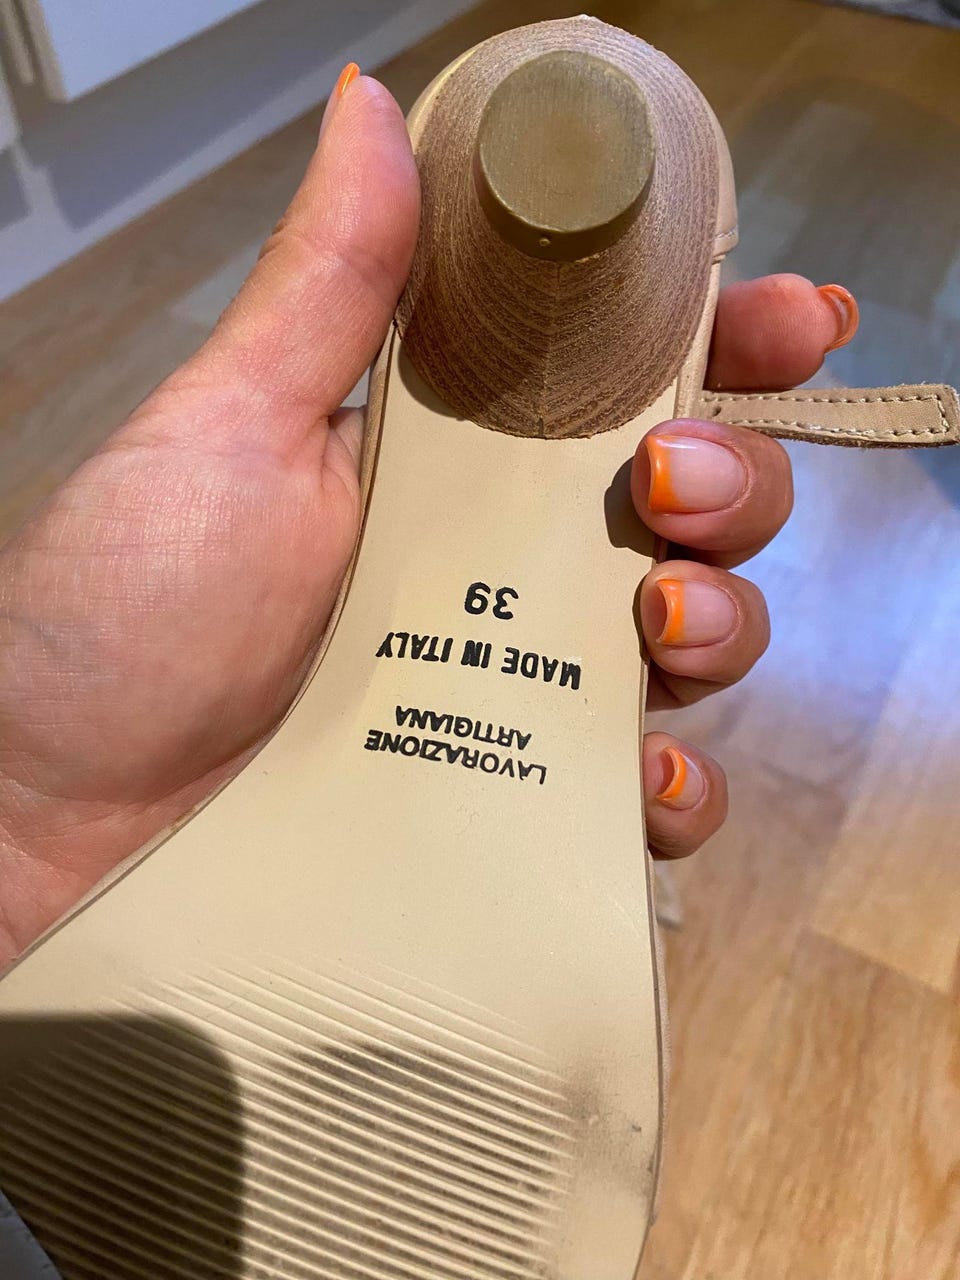 LAVORAZIONE
ARTIGIANA
MADE IN ITALY
39